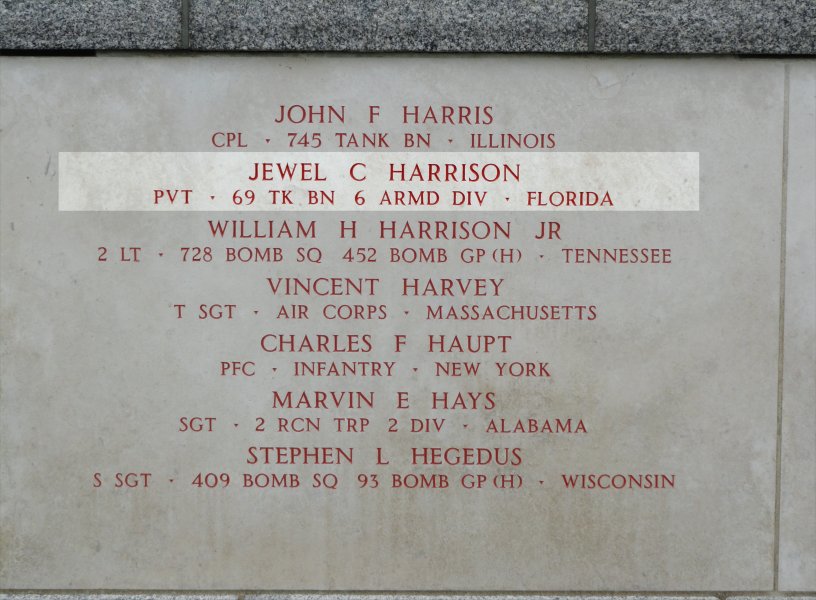 JOHN F HARRIS
CPL · 745 TANK BN · ILLINOIS
JEWEL C HARRISON
PVT · 69 TK BN 6 ARMD DIV · FLORIDA
WILLIAM H HARRISON JR
2 LT · 728 BOMB SQ 452 BOMB GP (H) · TENNESSEE
VINCENT HARVEY
T SGT · AIR CORPS · MASSACHUSETTS
CHARLES F HAUPT
PFC · INFANTRY · NEW YORK
MARVIN E HAYS
SGT · 2 RCN TRP 2 DIV · ALABAMA
STEPHEN L HEGEDUS
S SGT · 409 BOMB SQ 93 BOMB GP (H) · WISCONSIN